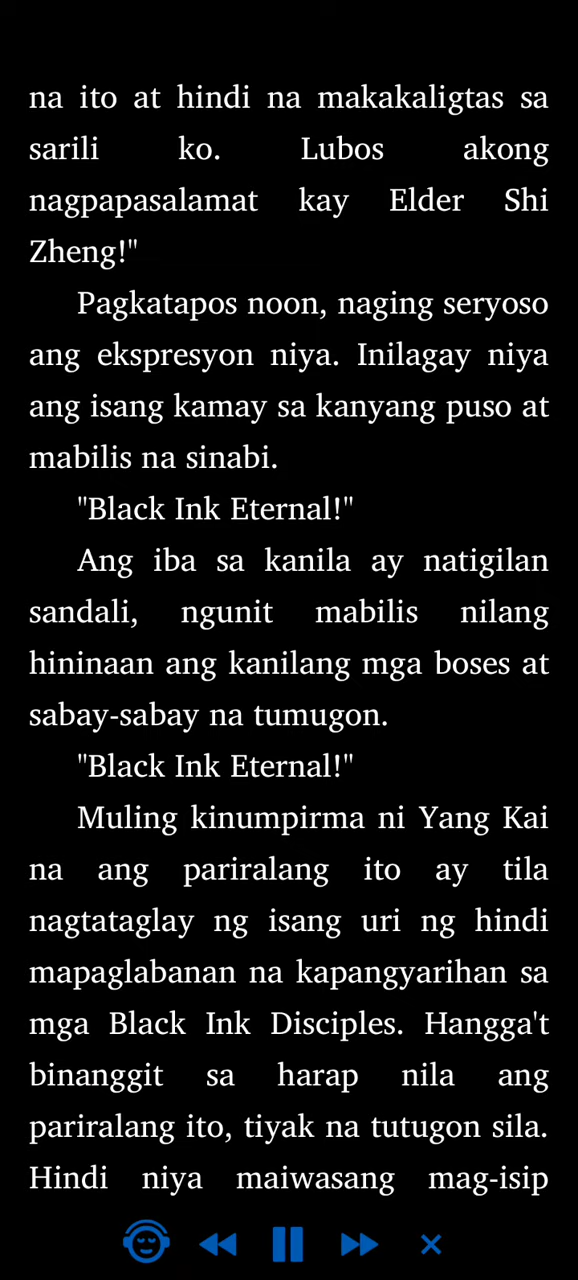 na ito at hindi na makakaligtas sa
sarili ko. Lubos akong
nagpapasalamat kay Elder Shi
Zheng!"
Pagkatapos noon, naging seryoso
ang ekspresyon niya. Inilagay niya
ang isang kamay sa kanyang puso at
mabilis na sinabi.
"Black Ink Eternal!"
Ang iba sa kanila ay natigilan
sandali, ngunit mabilis nilang
hininaan ang kanilang mga boses at
sabay-sabay na tumugon.
"Black Ink Eternal!"
Muling kinumpirma ni Yang Kai
na ang pariralang ito ay tila
nagtataglay ng isang uri ng hindi
mapaglabanan na kapangyarihan sa
mga Black Ink Disciples. Hangga't
binanggit sa harap nila ang
pariralang ito, tiyak na tutugon sila.
Hindi niya maiwasang mag-isip